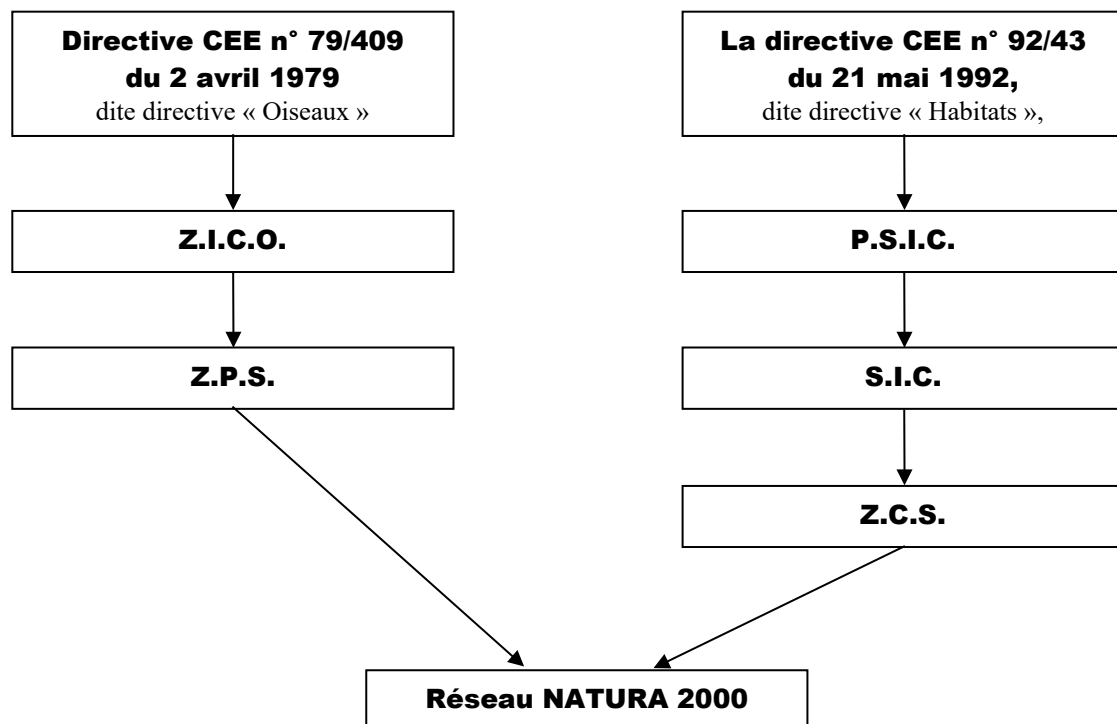 Directive CEE n° 79/409
du 2 avril 1979
dite directive « Oiseaux »
La directive CEE n° 92/43
du 21 mai 1992,
dite directive « Habitats »,
Z.I.C.O.
P.S.I.C.
Z.P.S.
S.I.C.
Z.C.S.
Réseau NATURA 2000